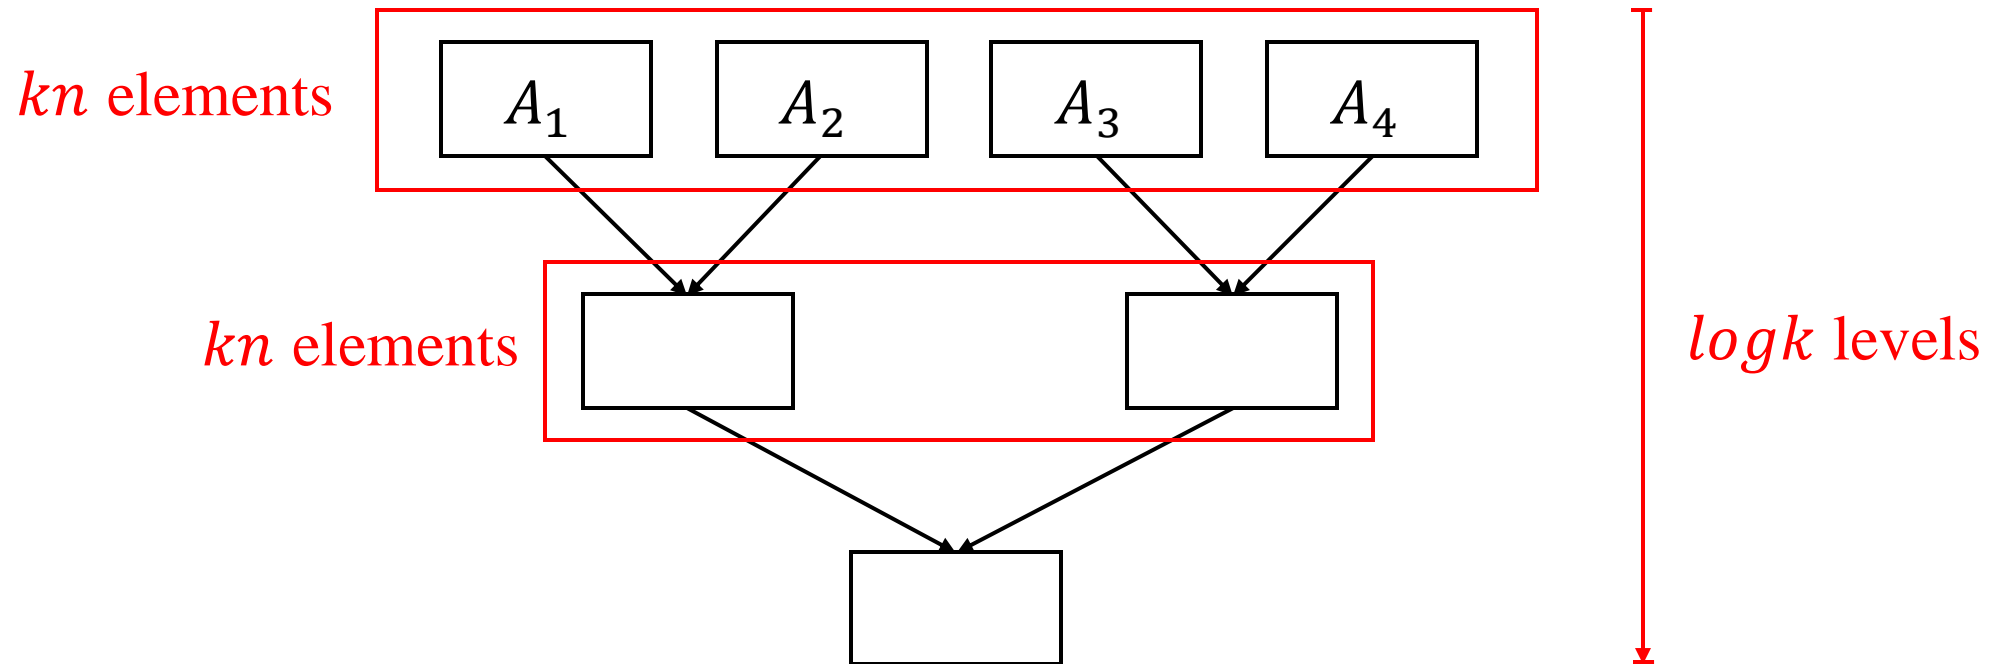 kn elements
A₁
A₂
A₃
A₄
kn elements
logk levels